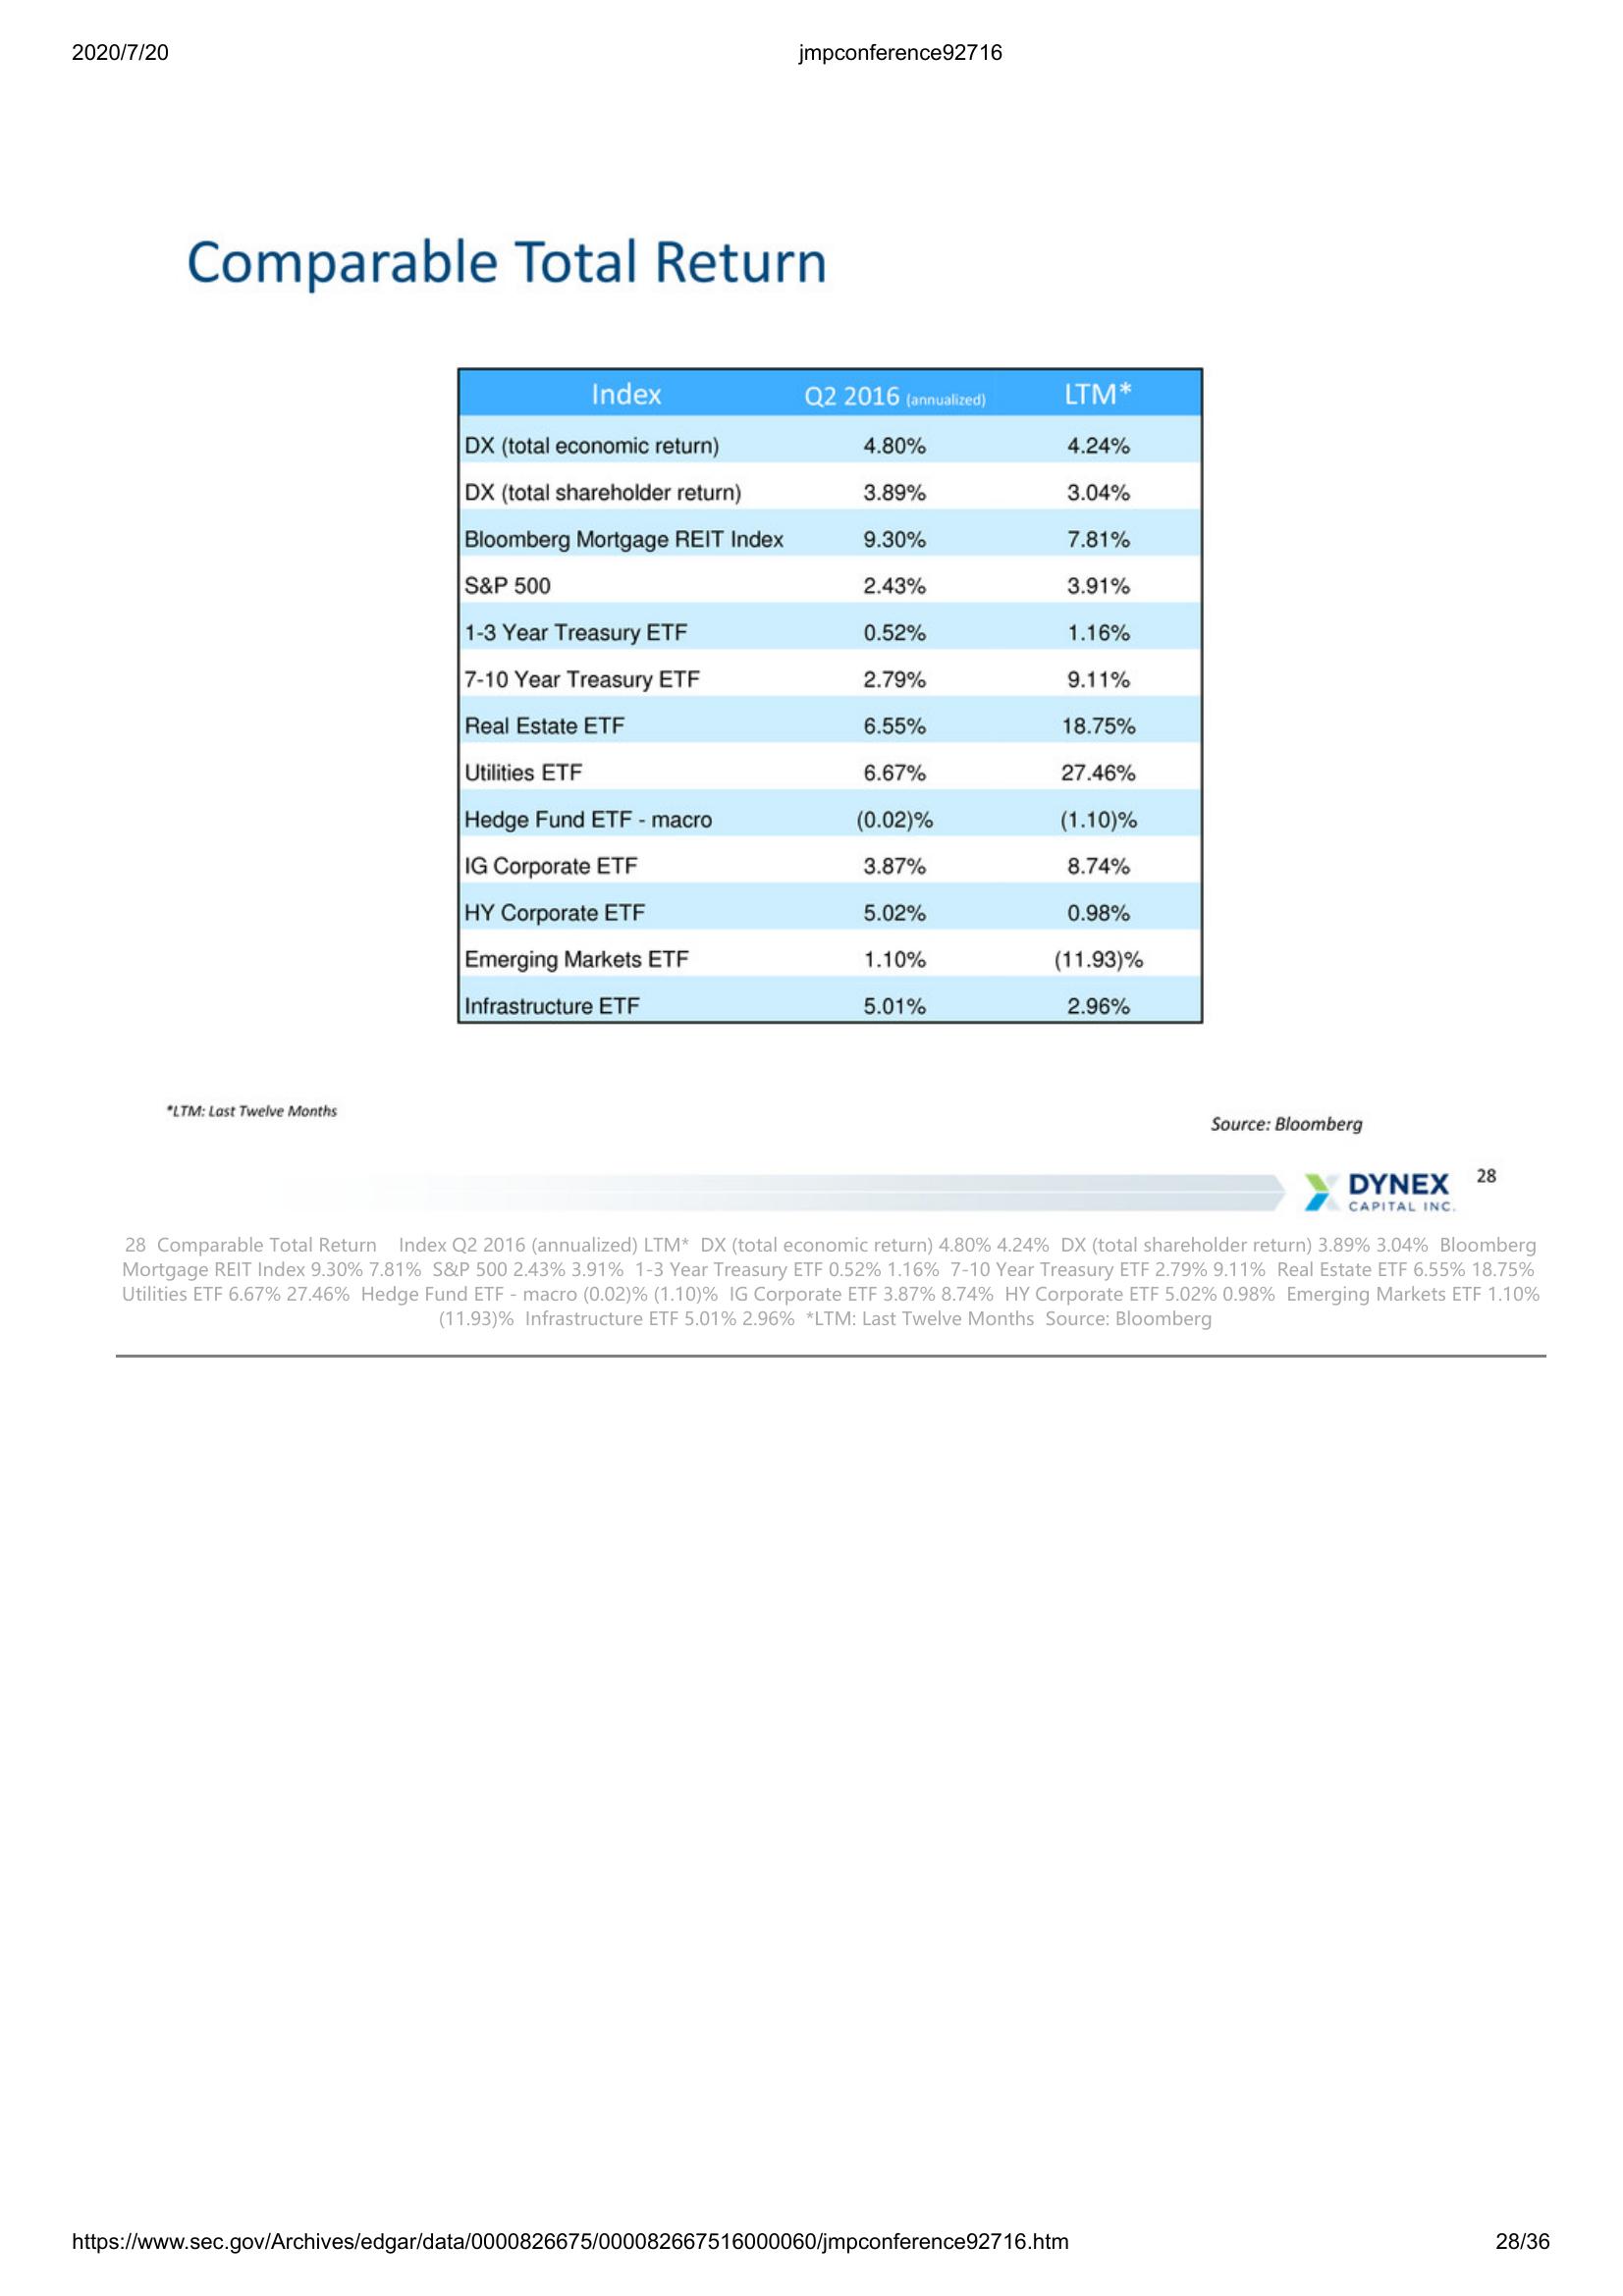 2020/7/20 jmpconference92716
Comparable Total Return
Index Q2 2016 (annualized) LTM*
DX (total economic return) 4.80% 4.24%
DX (total shareholder return) 3.89% 3.04%
Bloomberg Mortgage REIT Index 9.30% 7.81%
S&P 500 2.43% 3.91%
1-3 Year Treasury ETF 0.52% 1.16%
7-10 Year Treasury ETF 2.79% 9.11%
Real Estate ETF 6.55% 18.75%
Utilities ETF 6.67% 27.46%
Hedge Fund ETF - macro (0.02)% (1.10)%
IG Corporate ETF 3.87% 8.74%
HY Corporate ETF 5.02% 0.98%
Emerging Markets ETF 1.10% (11.93)%
Infrastructure ETF 5.01% 2.96%
*LTM: Last Twelve Months
Source: Bloomberg
DYNEX 28
CAPITAL INC.
28 Comparable Total Return Index Q2 2016 (annualized) LTM* DX (total economic return) 4.80% 4.24% DX (total shareholder return) 3.89% 3.04% Bloomberg
Mortgage REIT Index 9.30% 7.81% S&P 500 2.43% 3.91% 1-3 Year Treasury ETF 0.52% 1.16% 7-10 Year Treasury ETF 2.79% 9.11% Real Estate ETF 6.55% 18.75%
Utilities ETF 6.67% 27.46% Hedge Fund ETF - macro (0.02)% (1.10)% IG Corporate ETF 3.87% 8.74% HY Corporate ETF 5.02% 0.98% Emerging Markets ETF 1.10%
(11.93)% Infrastructure ETF 5.01% 2.96% *LTM: Last Twelve Months Source: Bloomberg
https://www.sec.gov/Archives/edgar/data/0000826675/000082667516000060/jmpconference92716.htm 28/36